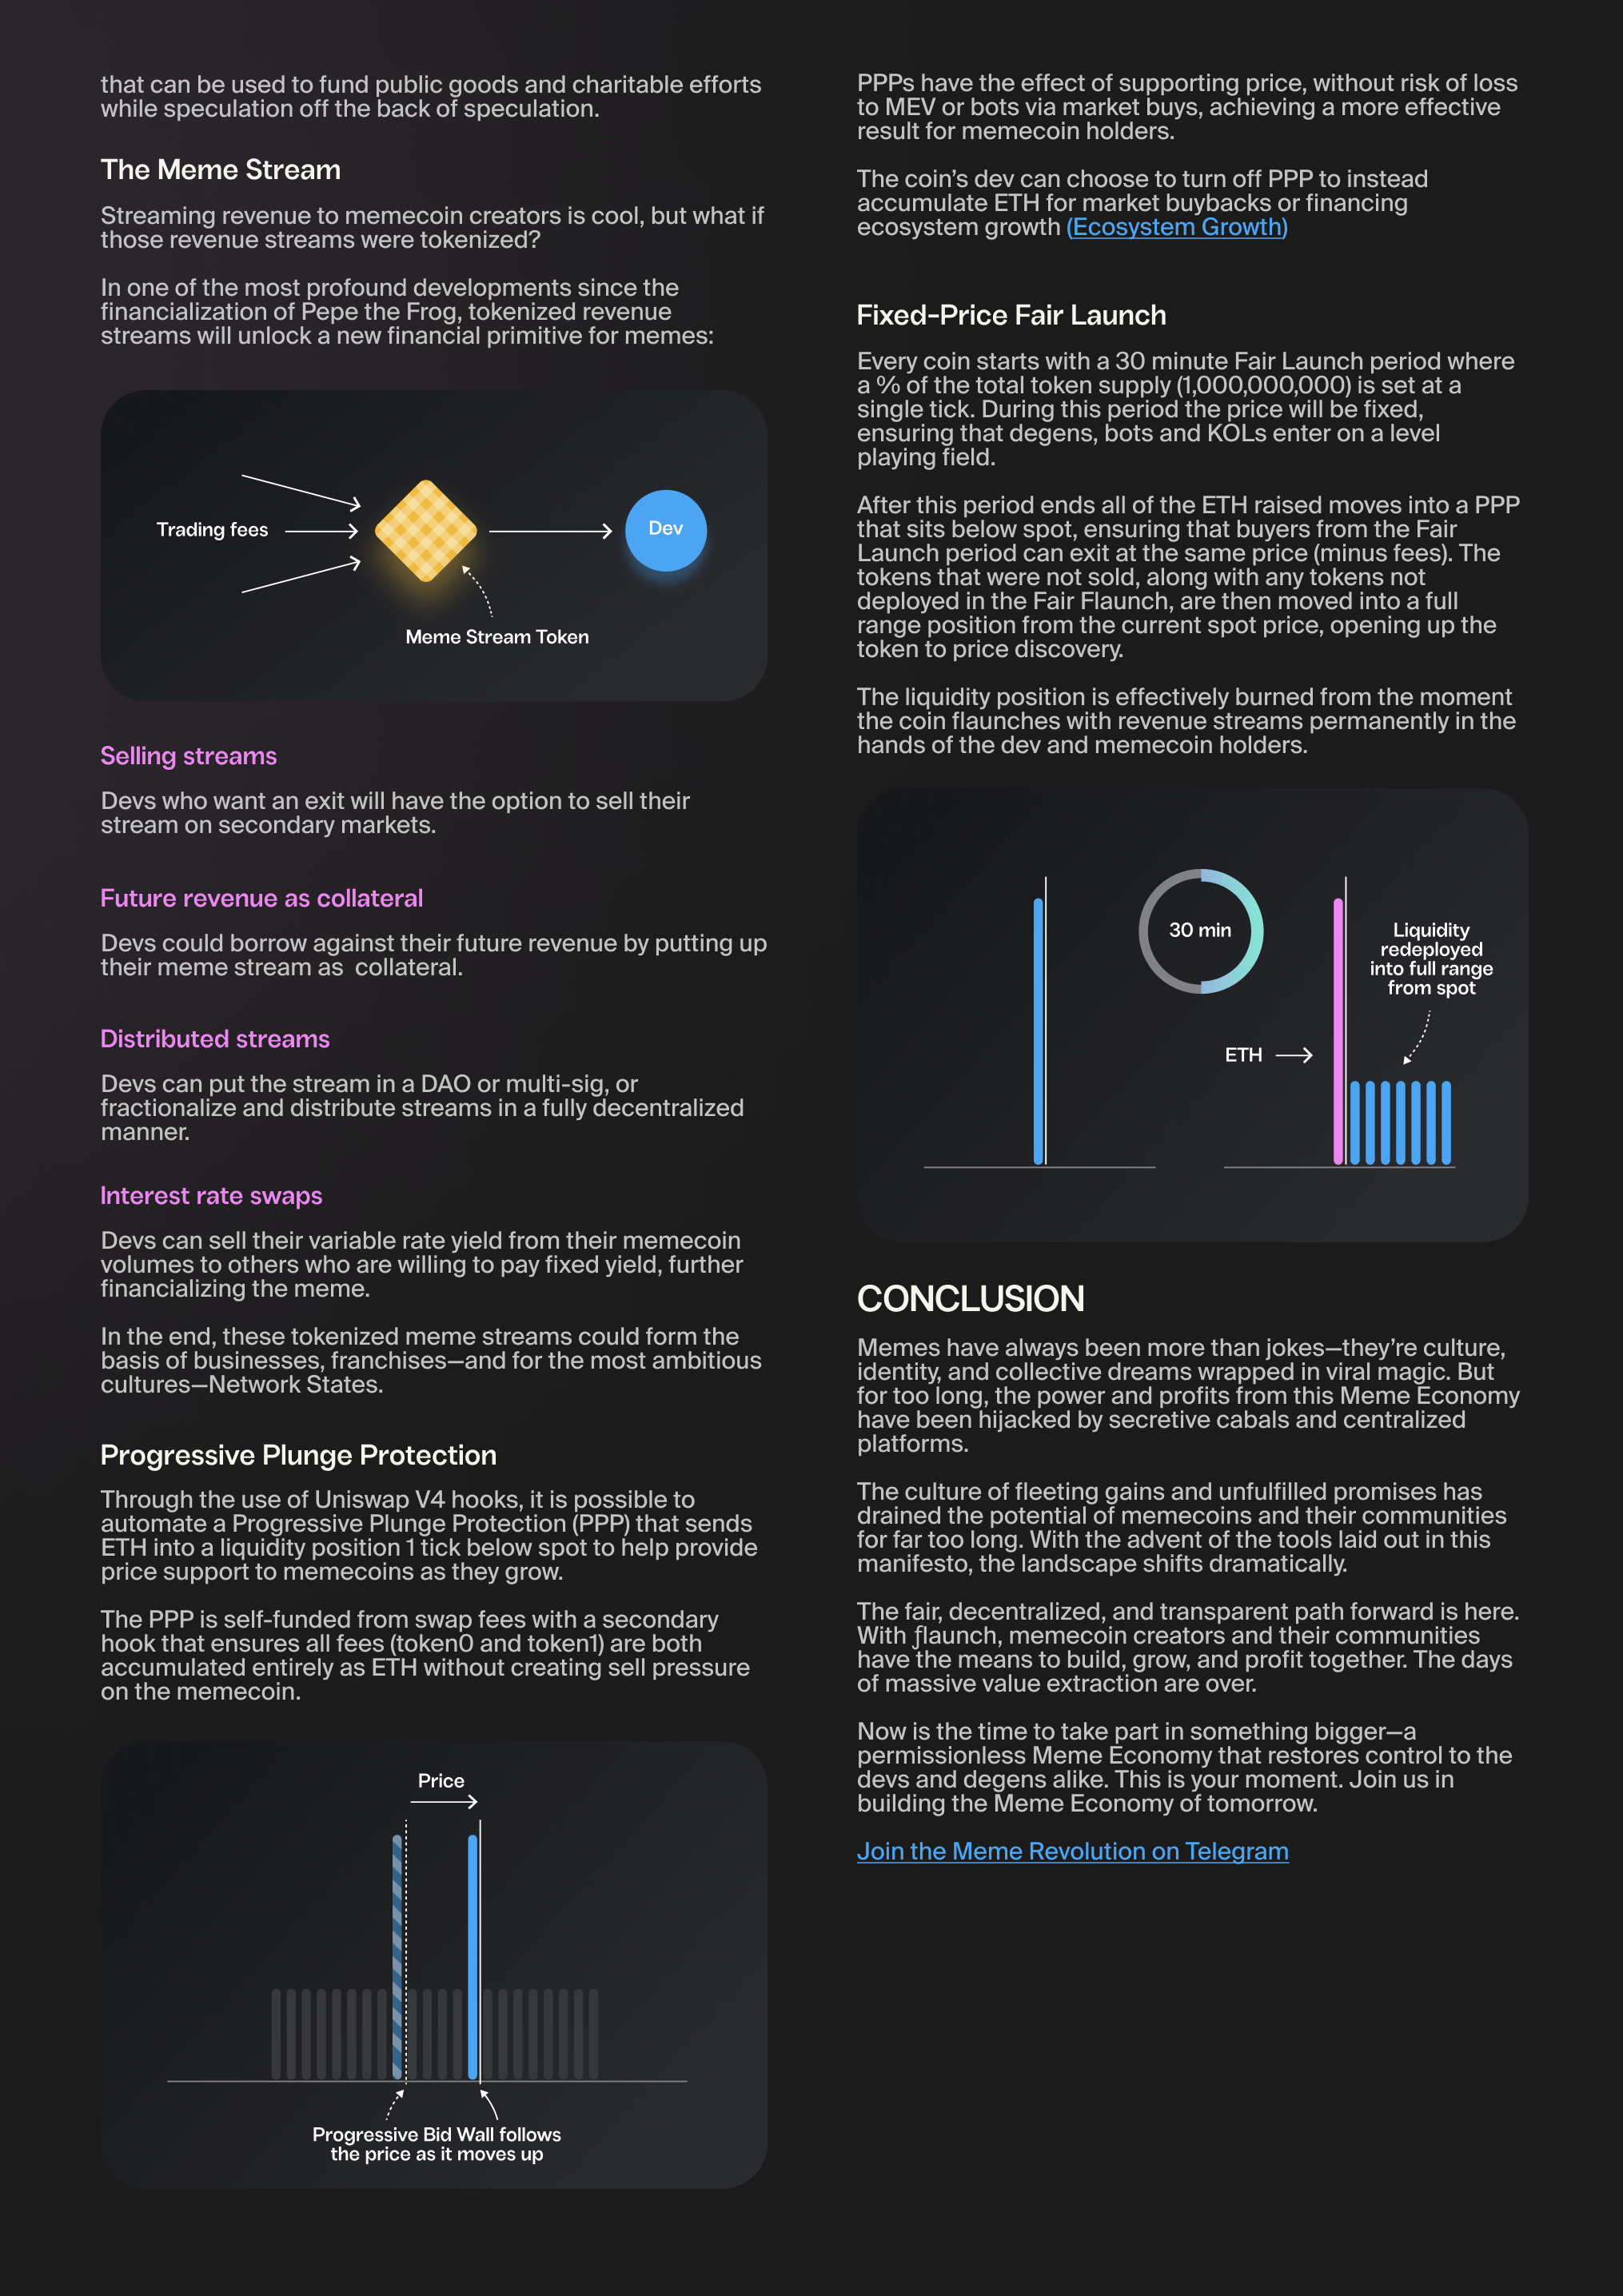 that can be used to fund public goods and charitable efforts
while speculation off the back of speculation.
The Meme Stream
Streaming revenue to memecoin creators is cool, but what if
those revenue streams were tokenized?
In one of the most profound developments since the
financialization of Pepe the Frog, tokenized revenue
streams will unlock a new financial primitive for memes:
Trading fees
Dev
Meme Stream Token
Selling streams
Devs who want an exit will have the option to sell their
stream on secondary markets.
Future revenue as collateral
Devs could borrow against their future revenue by putting up
their meme stream as  collateral.
Distributed streams
Devs can put the stream in a DAO or multi-sig, or
fractionalize and distribute streams in a fully decentralized
manner.
Interest rate swaps
Devs can sell their variable rate yield from their memecoin
volumes to others who are willing to pay fixed yield, further
financializing the meme.
In the end, these tokenized meme streams could form the
basis of businesses, franchises—and for the most ambitious
cultures—Network States.
Progressive Plunge Protection
Through the use of Uniswap V4 hooks, it is possible to
automate a Progressive Plunge Protection (PPP) that sends
ETH into a liquidity position 1 tick below spot to help provide
price support to memecoins as they grow.
The PPP is self-funded from swap fees with a secondary
hook that ensures all fees (token0 and token1) are both
accumulated entirely as ETH without creating sell pressure
on the memecoin.
Price
Progressive Bid Wall follows
the price as it moves up
PPPs have the effect of supporting price, without risk of loss
to MEV or bots via market buys, achieving a more effective
result for memecoin holders.
The coin’s dev can choose to turn off PPP to instead
accumulate ETH for market buybacks or financing
ecosystem growth (Ecosystem Growth)
Fixed-Price Fair Launch
Every coin starts with a 30 minute Fair Launch period where
a % of the total token supply (1,000,000,000) is set at a
single tick. During this period the price will be fixed,
ensuring that degens, bots and KOLs enter on a level
playing field.
After this period ends all of the ETH raised moves into a PPP
that sits below spot, ensuring that buyers from the Fair
Launch period can exit at the same price (minus fees). The
tokens that were not sold, along with any tokens not
deployed in the Fair Flaunch, are then moved into a full
range position from the current spot price, opening up the
token to price discovery.
The liquidity position is effectively burned from the moment
the coin flaunches with revenue streams permanently in the
hands of the dev and memecoin holders.
30 min
Liquidity
redeployed
into full range
from spot
ETH
CONCLUSION
Memes have always been more than jokes—they’re culture,
identity, and collective dreams wrapped in viral magic. But
for too long, the power and profits from this Meme Economy
have been hijacked by secretive cabals and centralized
platforms.
The culture of fleeting gains and unfulfilled promises has
drained the potential of memecoins and their communities
for far too long. With the advent of the tools laid out in this
manifesto, the landscape shifts dramatically.
The fair, decentralized, and transparent path forward is here.
With ƒlaunch, memecoin creators and their communities
have the means to build, grow, and profit together. The days
of massive value extraction are over.
Now is the time to take part in something bigger—a
permissionless Meme Economy that restores control to the
devs and degens alike. This is your moment. Join us in
building the Meme Economy of tomorrow.
Join the Meme Revolution on Telegram